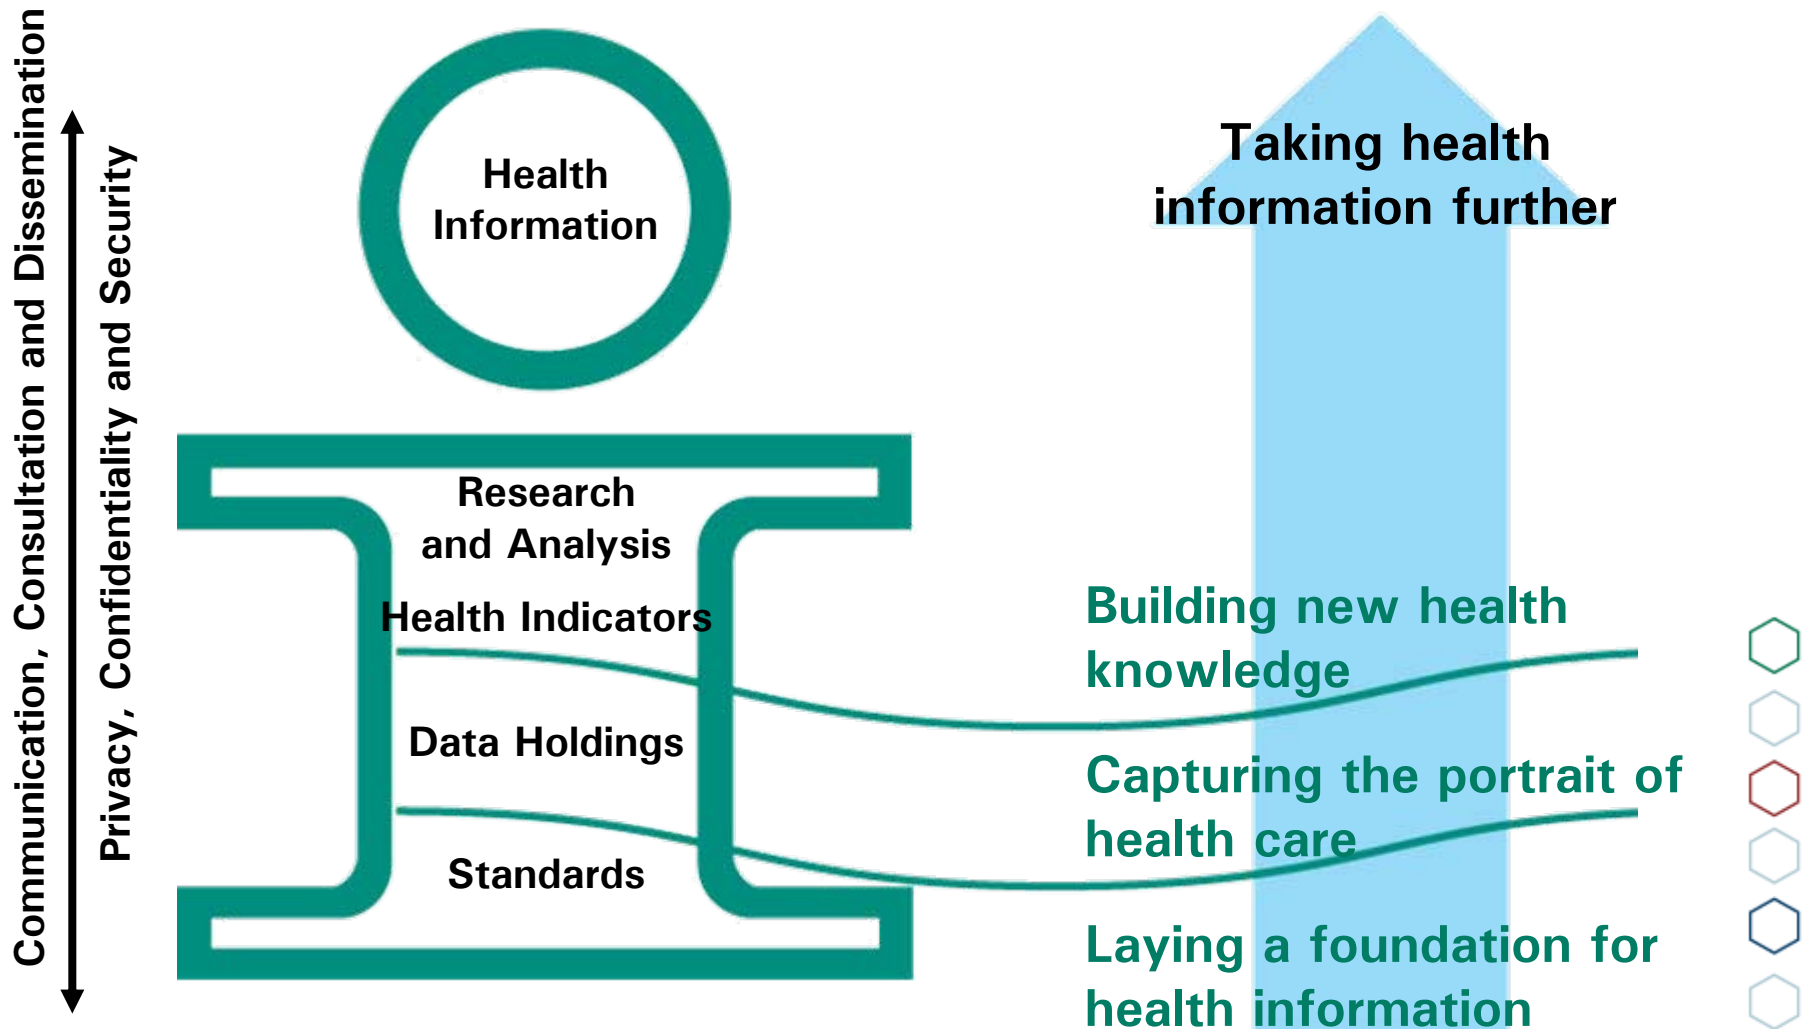 Communication, Consultation and Dissemination
Privacy, Confidentiality and Security
Health
Information
Research
and Analysis
Health Indicators
Data Holdings
Standards
Taking health
information further
Building new health
knowledge
Capturing the portrait of
health care
Laying a foundation for
health information